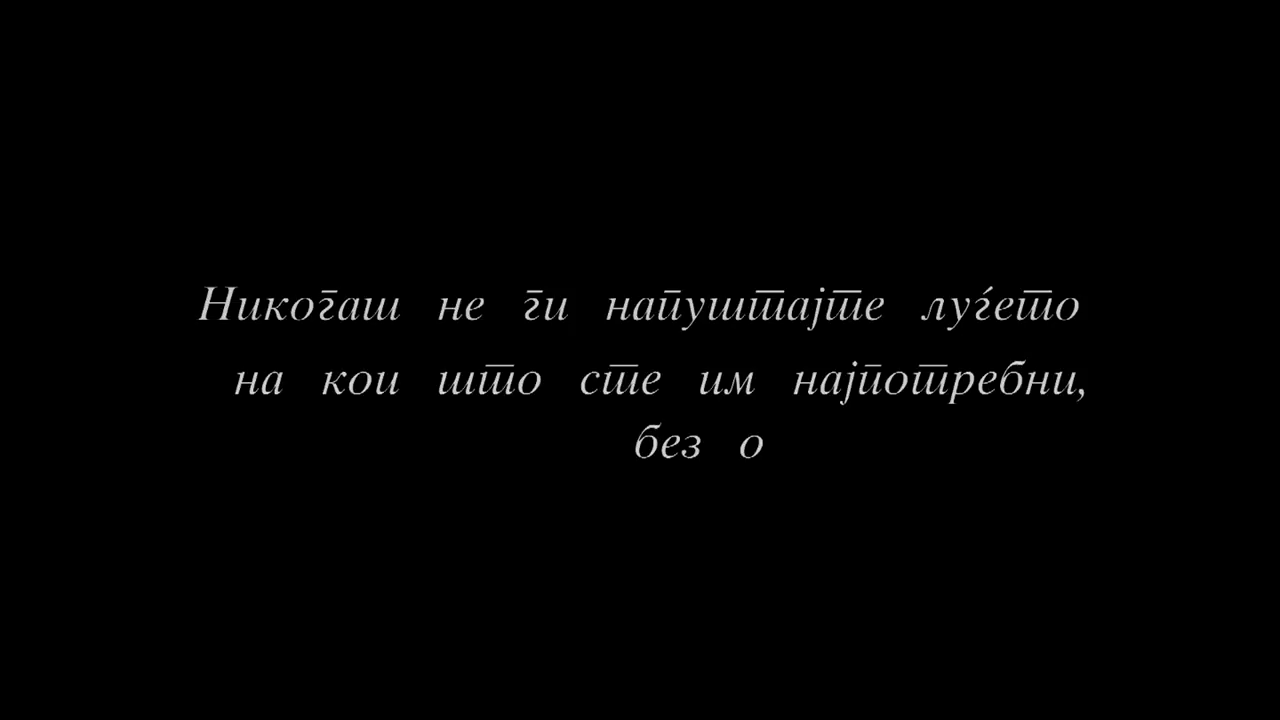 Никогаш не ги напуштајте луѓето
на кои што сте им најпотребни,
без о